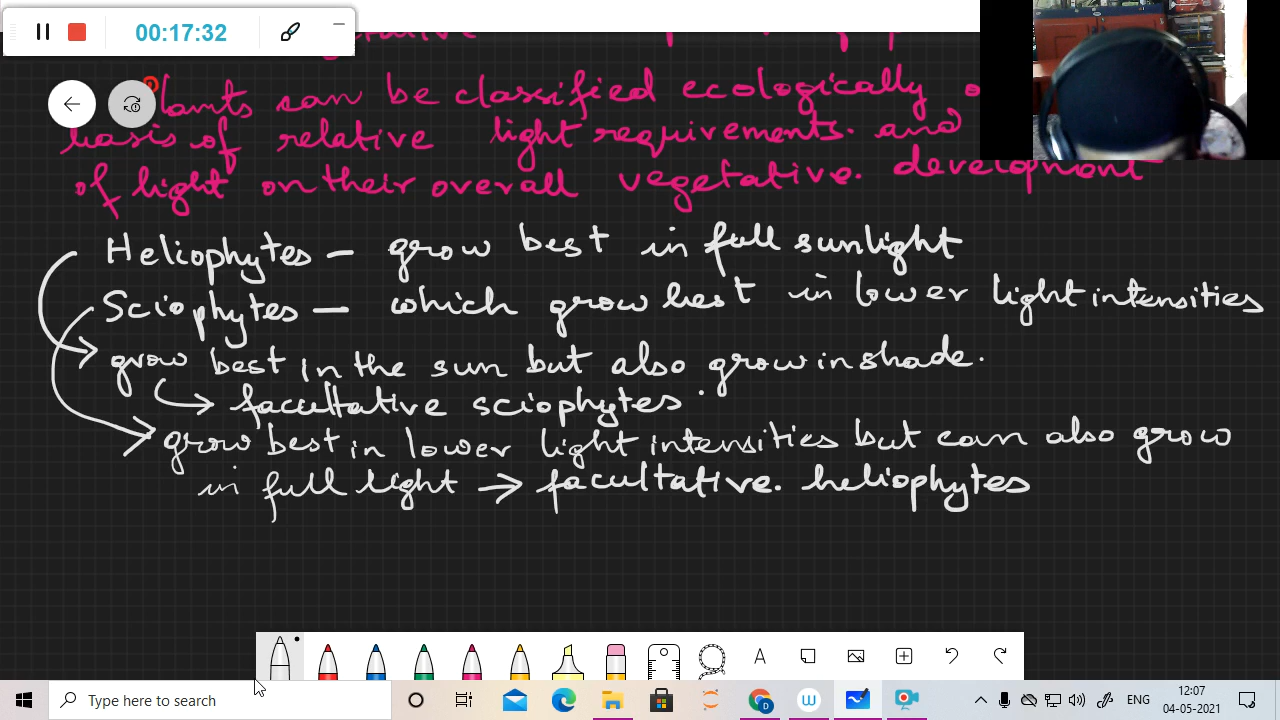 00:17:32
Plants can be classified ecologically
basis of relative light requirements. and
of light on their overall vegetative. development
Heliophytes - grow best in full sunlight
Sciophytes - which grow best in lower light intensities
grow best in the sun but also grow in shade.
facultative sciophytes
grow best in lower light intensities but can also grow
in full light → facultative. heliophytes
Type here to search
ENG
12:07
04-05-2021